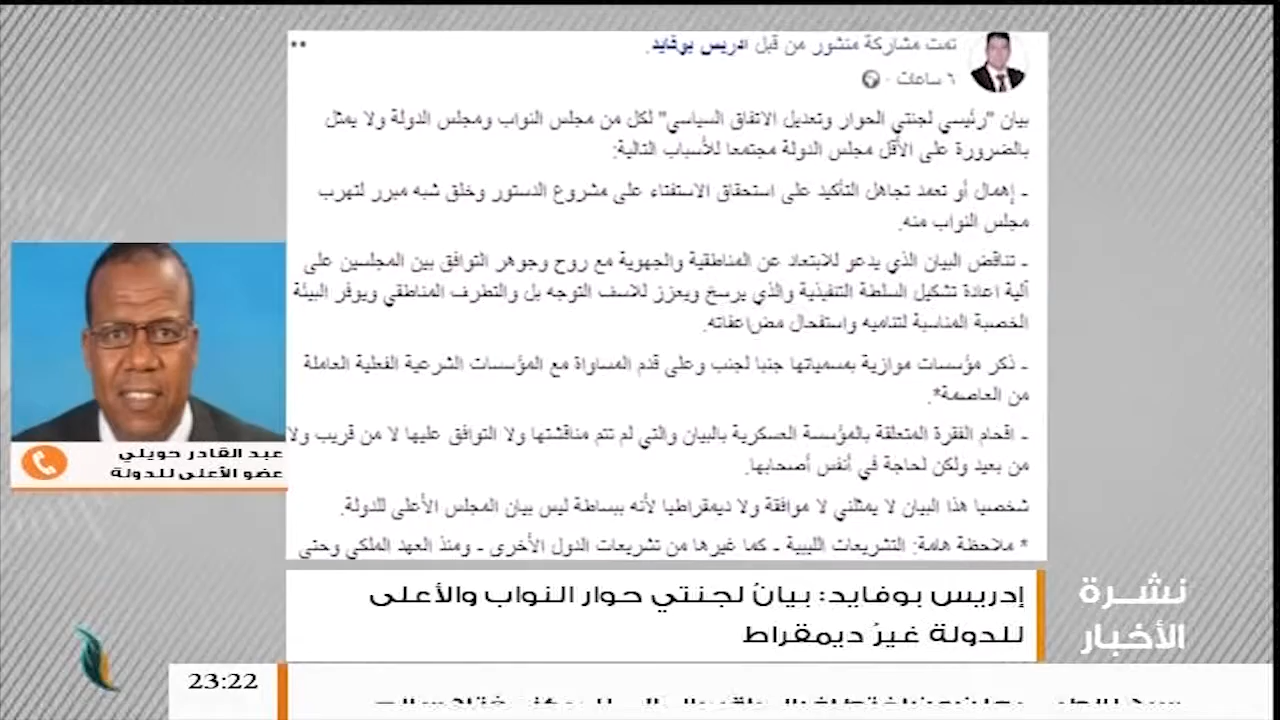 تمت مشاركة منشور من قبل ادريس بوفايد.
٦ ساعات
بيان "رئيسي لجنتي الحوار وتعديل الاتفاق السياسي" لكل من مجلس النواب ومجلس الدولة ولا يمثل
بالضرورة على الأقل مجلس الدولة مجتمعا للأسباب التالية:
ـ إهمال أو تعمد تجاهل التأكيد على استحقاق الاستفتاء على مشروع الدستور وخلق شبه مبرر لتهرب
مجلس النواب منه.
ـ تناقض البيان الذي يدعو للابتعاد عن المناطقية والجهوية مع روح وجوهر التوافق بين المجلسين على
آلية اعادة تشكيل السلطة التنفيذية والذي يرسخ ويعزز للاسف التوجه بل والتطرف المناطقي ويوفر البيئة
الخصبة المناسبة لتناميه واستفحال مضاعفاته.
ـ ذكر مؤسسات موازية بمسمياتها جنبا لجنب وعلى قدم المساواة مع المؤسسات الشرعية الفعلية العاملة
من العاصمة*.
ـ اقحام الفقرة المتعلقة بالمؤسسة العسكرية بالبيان والتي لم تتم مناقشتها ولا التوافق عليها لا من قريب ولا
من بعيد ولكن لحاجة في أنفس أصحابها.
شخصيا هذا البيان لا يمثلني لا موافقة ولا ديمقراطيا لأنه ببساطة ليس بيان المجلس الأعلى للدولة.
* ملاحظة هامة: التشريعات الليبية ـ كما غيرها من تشريعات الدول الأخرى ـ ومنذ العهد الملكي وحتى
عبد القادر حويلي
عضو الأعلى للدولة
إدريس بوفايد: بيانُ لجنتي حوار النواب والأعلى
للدولة غيرُ ديمقراط
نشرة
الأخبار
23:22